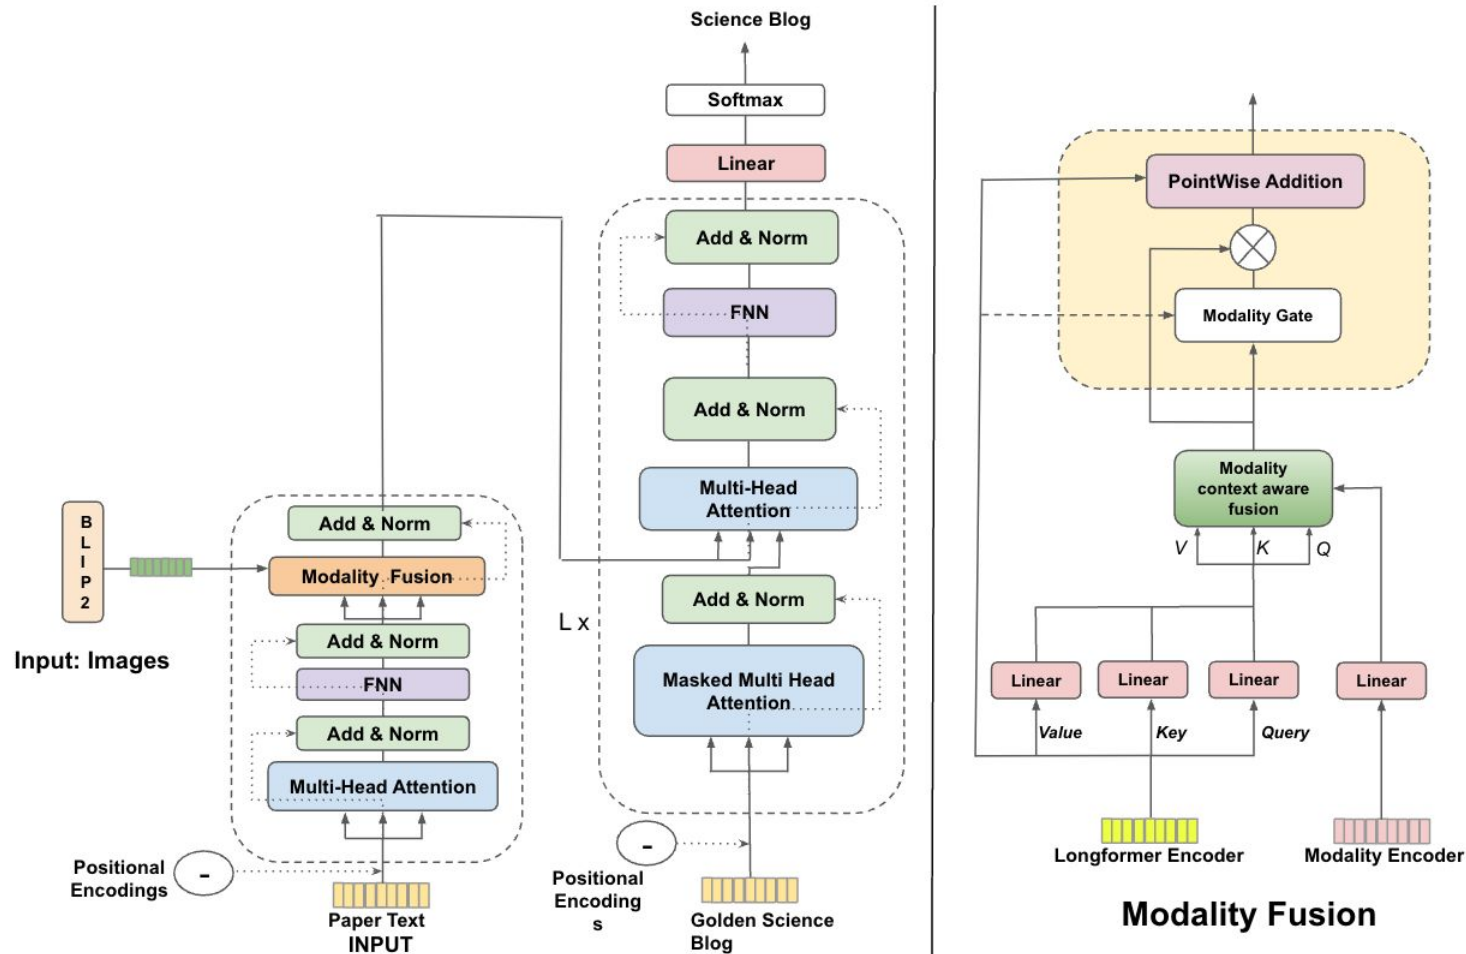 Science Blog
Softmax
Linear
Add & Norm
FNN
Add & Norm
Multi-Head
Attention
Add & Norm
Masked Multi Head
Attention
L x
Positional
Encoding
s
-
Golden Science
Blog
B
L
I
P
2
Input: Images
Add & Norm
Modality Fusion
Add & Norm
FNN
Add & Norm
Multi-Head Attention
Positional
Encodings
-
Paper Text
INPUT
PointWise Addition
Modality Gate
Modality
context aware
fusion
V K Q
Linear Linear Linear Linear
Value Key Query
Longformer Encoder
Modality Encoder
Modality Fusion